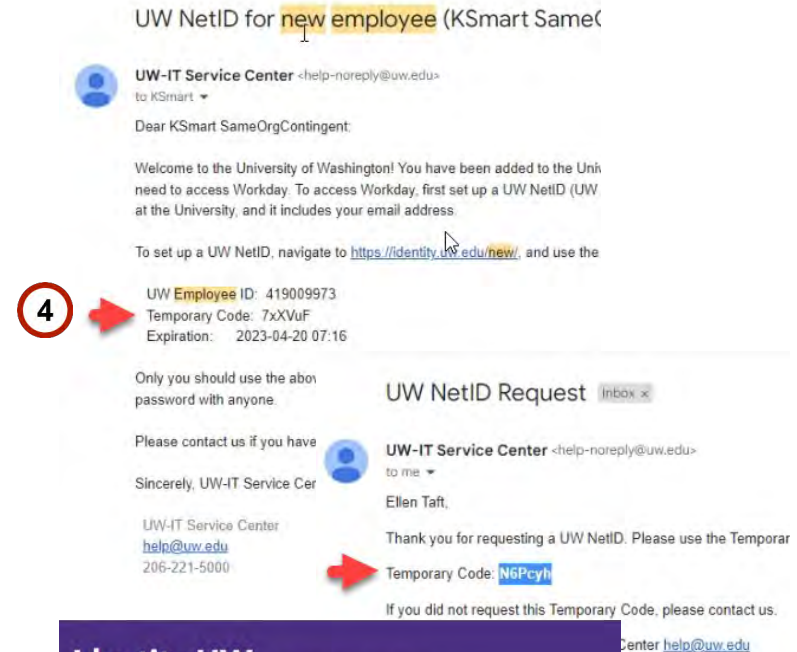 UW NetID for new employee (KSmart Same
UW-IT Service Center <help-noreply@uw.edu>
to KSmart
Dear KSmart SameOrgContingent:
Welcome to the University of Washington! You have been added to the
need to access Workday. To access Workday, first set up a UW NetID (UW
at the University, and it includes your email address.
To set up a UW NetID, navigate to https://identity.uw.edu/new/, and use the
4
UW Employee ID: 419009973
Temporary Code: 7xXVuF
Expiration: 2023-04-20 07:16
Only you should use the
password with anyone.
Please contact us if you have
Sincerely, UW-IT Service
UW-IT Service Center
help@uw.edu
206-221-5000
UW NetID Request Inbox x
UW-IT Service Center <help-noreply@uw.edu>
to me
Ellen Taft,
Thank you for requesting a UW NetID. Please use the
Temporary Code: N6Pcyh
If you did not request this Temporary Code, please contact us.
Center help@uw.edu